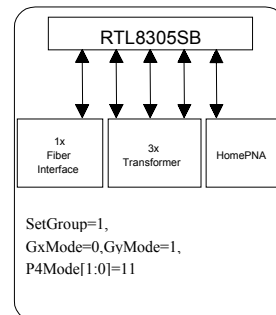 RTL8305SB
1x
Fiber
Interface
3x
Transformer
HomePNA
SetGroup=1,
GxMode=0,GyMode=1,
P4Mode[1:0]=11